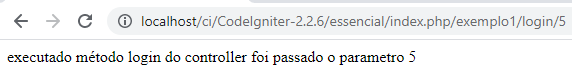 localhost/ci/CodeIgniter-2.2.6/essencial/index.php/exemplo1/login/5
executado método login do controller foi passado o parametro 5